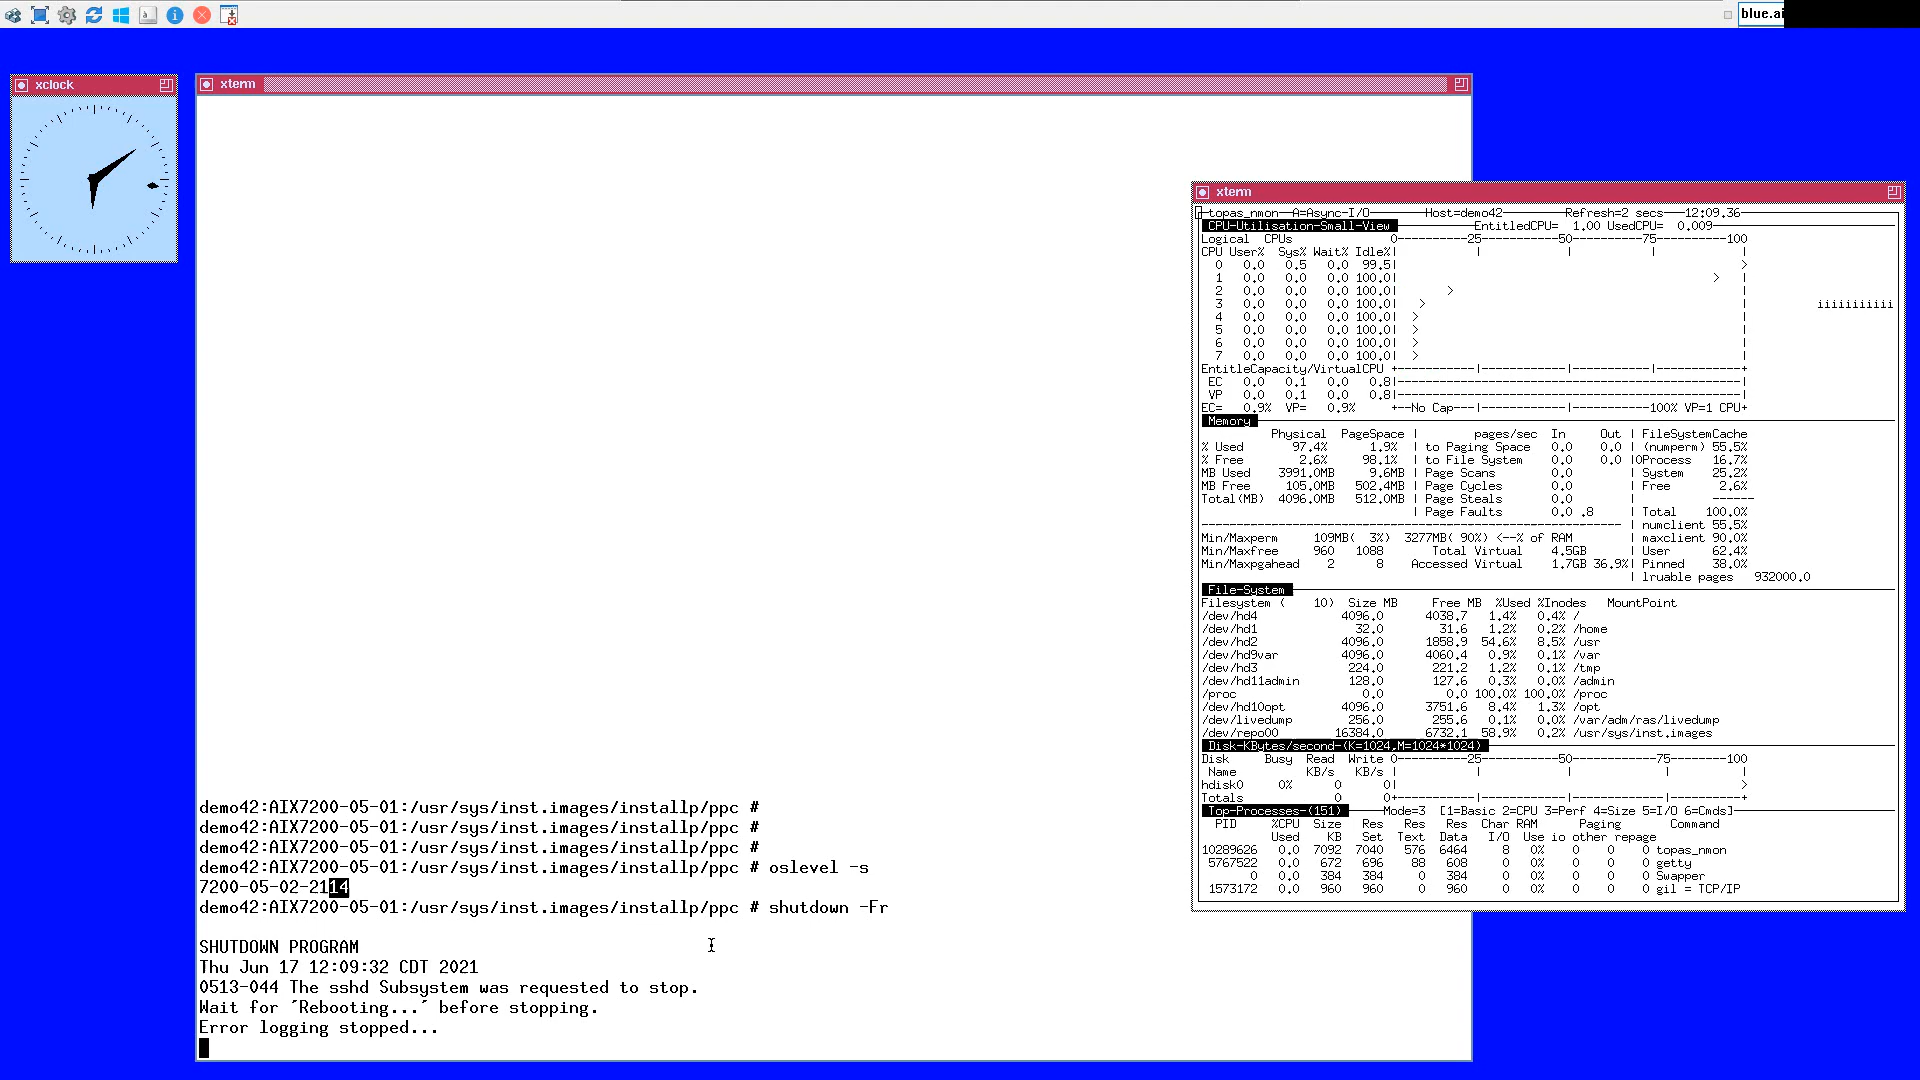 blue.ai
xclock
xterm
demo42:AIX7200-05-01:/usr/sys/inst.images/installp/ppc #
demo42:AIX7200-05-01:/usr/sys/inst.images/installp/ppc #
demo42:AIX7200-05-01:/usr/sys/inst.images/installp/ppc #
demo42:AIX7200-05-01:/usr/sys/inst.images/installp/ppc # oslevel -s
7200-05-02-2114
demo42:AIX7200-05-01:/usr/sys/inst.images/installp/ppc # shutdown -Fr
SHUTDOWN PROGRAM
Thu Jun 17 12:09:32 CDT 2021
0513-044 The sshd Subsystem was requested to stop.
Wait for ´Rebooting...´ before stopping.
Error logging stopped...
xterm
topas_nmon--A=Async-I/O--------Host=demo42---------Refresh=2 secs---12:09.36
CPU-Utilisation-Small-View -----------EntitledCPU=  1.00 UsedCPU=  0.009
Logical  CPUs              0----------25-----------50----------75----------100
CPU User%  Sys% Wait% Idle%|           |            |           |            |
0   0.0   0.5   0.0  99.5|                                                  >
1   0.0   0.0   0.0 100.0|                                              >   |
2   0.0   0.0   0.0 100.0|       >
3   0.0   0.0   0.0 100.0|   >                                              |          iiiiiiiiiii
4   0.0   0.0   0.0 100.0|  >                                               |
5   0.0   0.0   0.0 100.0|  >                                               |
6   0.0   0.0   0.0 100.0|  >                                               |
7   0.0   0.0   0.0 100.0|  >                                               |
EntitleCapacity/VirtualCPU +-----------|------------|-----------|------------+
EC   0.0   0.1   0.0   0.8|-------------------------------------------------|
VP   0.0   0.1   0.0   0.8|-------------------------------------------------|
EC=   0.9%  VP=   0.9%     +--No Cap---|------------|-----------100% VP=1 CPU+
Memory
Physical  PageSpace |        pages/sec  In     Out | FileSystemCache
% Used       97.4%      1.9%  | to Paging Space   0.0    0.0 | (numperm) 55.5%
% Free        2.6%     98.1%  | to File System    0.0    0.0 |OProcess   16.7%
MB Used    3991.0MB     9.6MB | Page Scans        0.0        | System    25.2%
MB Free     105.0MB   502.4MB | Page Cycles       0.0        | Free       2.6%
Total(MB)  4096.0MB   512.0MB | Page Steals       0.0        |           ------
| Page Faults       0.0 .8     | Total    100.0%
------------------------------------------------------------ | numclient 55.5%
Min/Maxperm     109MB(  3%)  3277MB( 90%) <--% of RAM        | maxclient 90.0%
Min/Maxfree     960   1088       Total Virtual    4.5GB      | User      62.4%
Min/Maxpgahead    2      8    Accessed Virtual    1.7GB 36.9%| Pinned    38.0%
| lruable pages   932000.0
File-System
Filesystem (    10)  Size MB     Free MB  %Used %Inodes   MountPoint
/dev/hd4            4096.0      4038.7   1.4%   0.4% /
/dev/hd1              32.0        31.6   1.2%   0.2% /home
/dev/hd2            4096.0      1858.9  54.6%   8.5% /usr
/dev/hd9var         4096.0      4060.4   0.9%   0.1% /var
/dev/hd3             224.0       221.2   1.2%   0.1% /tmp
/dev/hd11admin       128.0       127.6   0.3%   0.0% /admin
/proc                  0.0         0.0 100.0% 100.0% /proc
/dev/hd10opt        4096.0      3751.6   8.4%   1.3% /opt
/dev/livedump        256.0       255.6   0.1%   0.0% /var/adm/ras/livedump
/dev/repo00        16384.0      6732.1  58.9%   0.2% /usr/sys/inst.images
Disk-KBytes/second-(K=1024,M=1024*1024)
Disk     Busy  Read  Write 0----------25-----------50----------75----------100
Name          KB/s   KB/s |           |            |           |            |
hdisk0     0%      0      0|                                                 >
Totals             0      0+-----------|------------|-----------|------------+
Top-Processes-(151) -----Mode=3  [1=Basic 2=CPU 3=Perf 4=Size 5=I/O 6=Cmds]
PID     %CPU  Size    Res   Res    Res  Char RAM      Paging       Command
Used    KB    Set  Text   Data   I/O  Use io other repage
10289626   0.0  7092   7040   576   6464     8   0%    0    0    0 topas_nmon
5767522   0.0   672    696    88    608     0   0%    0    0    0 getty
0   0.0   384    384     0    384     0   0%    0    0    0 Swapper
1573172   0.0   960    960     0    960     0   0%    0    0    0 gil = TCP/IP